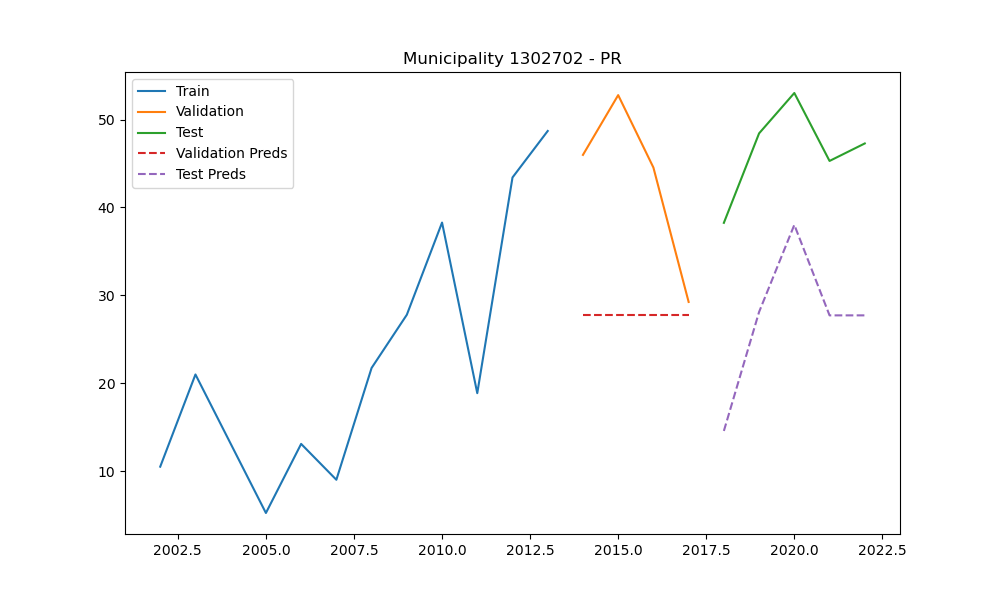 Municipality 1302702 - PR
Train
Validation
Test
Validation Preds
Test Preds
50
40
30
20
10
2002.5 2005.0 2007.5 2010.0 2012.5 2015.0 2017.5 2020.0 2022.5